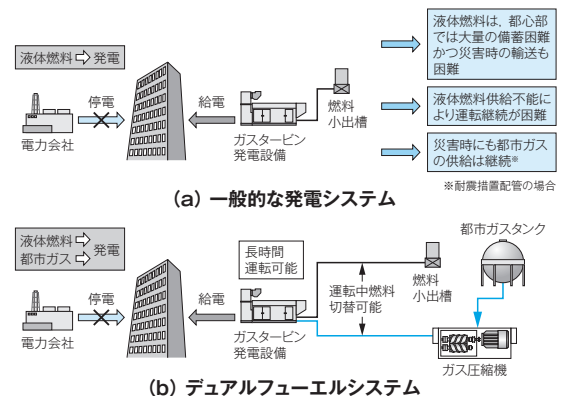 液体燃料⇨発電
停電
電力会社
給電
ガスタービン
発電設備
燃料
小出槽
液体燃料は，都心部
では大量の備蓄困難
かつ災害時の輸送も
困難
液体燃料供給不能に
より運転継続が困難
災害時にも都市ガス
の供給は継続※
※耐震措置配管の場合
(a) 一般的な発電システム
液体燃料⇨
都市ガス⇨
発電
停電
電力会社
給電
長時間
運転可能
ガスタービン
発電設備
運転中燃料
切替可能
燃料
小出槽
都市ガスタンク
ガス圧縮機
(b) デュアルフューエルシステム